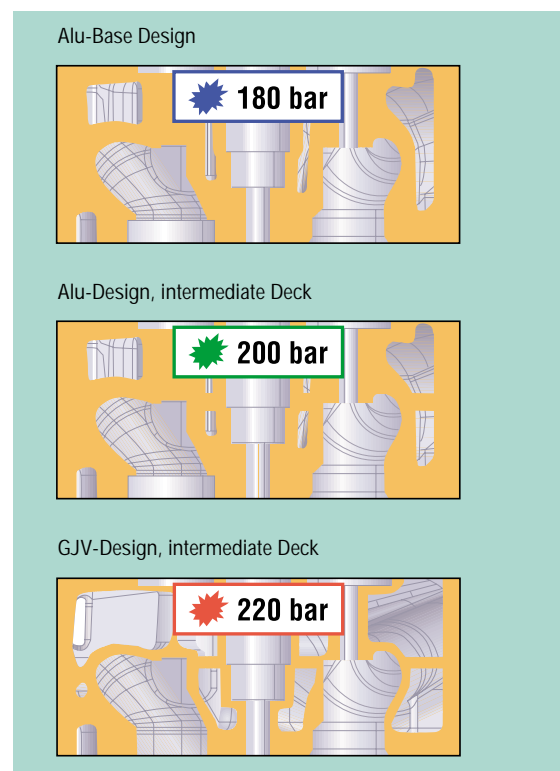 Alu-Base Design
180 bar
Alu-Design, intermediate Deck
200 bar
GJV-Design, intermediate Deck
220 bar